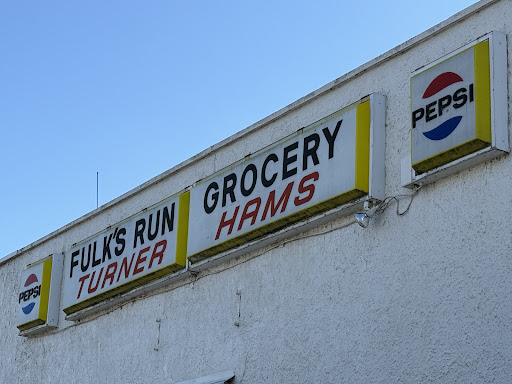 PEPSI
FULK'S RUN GROCERY
TURNER HAMS
PEPSI